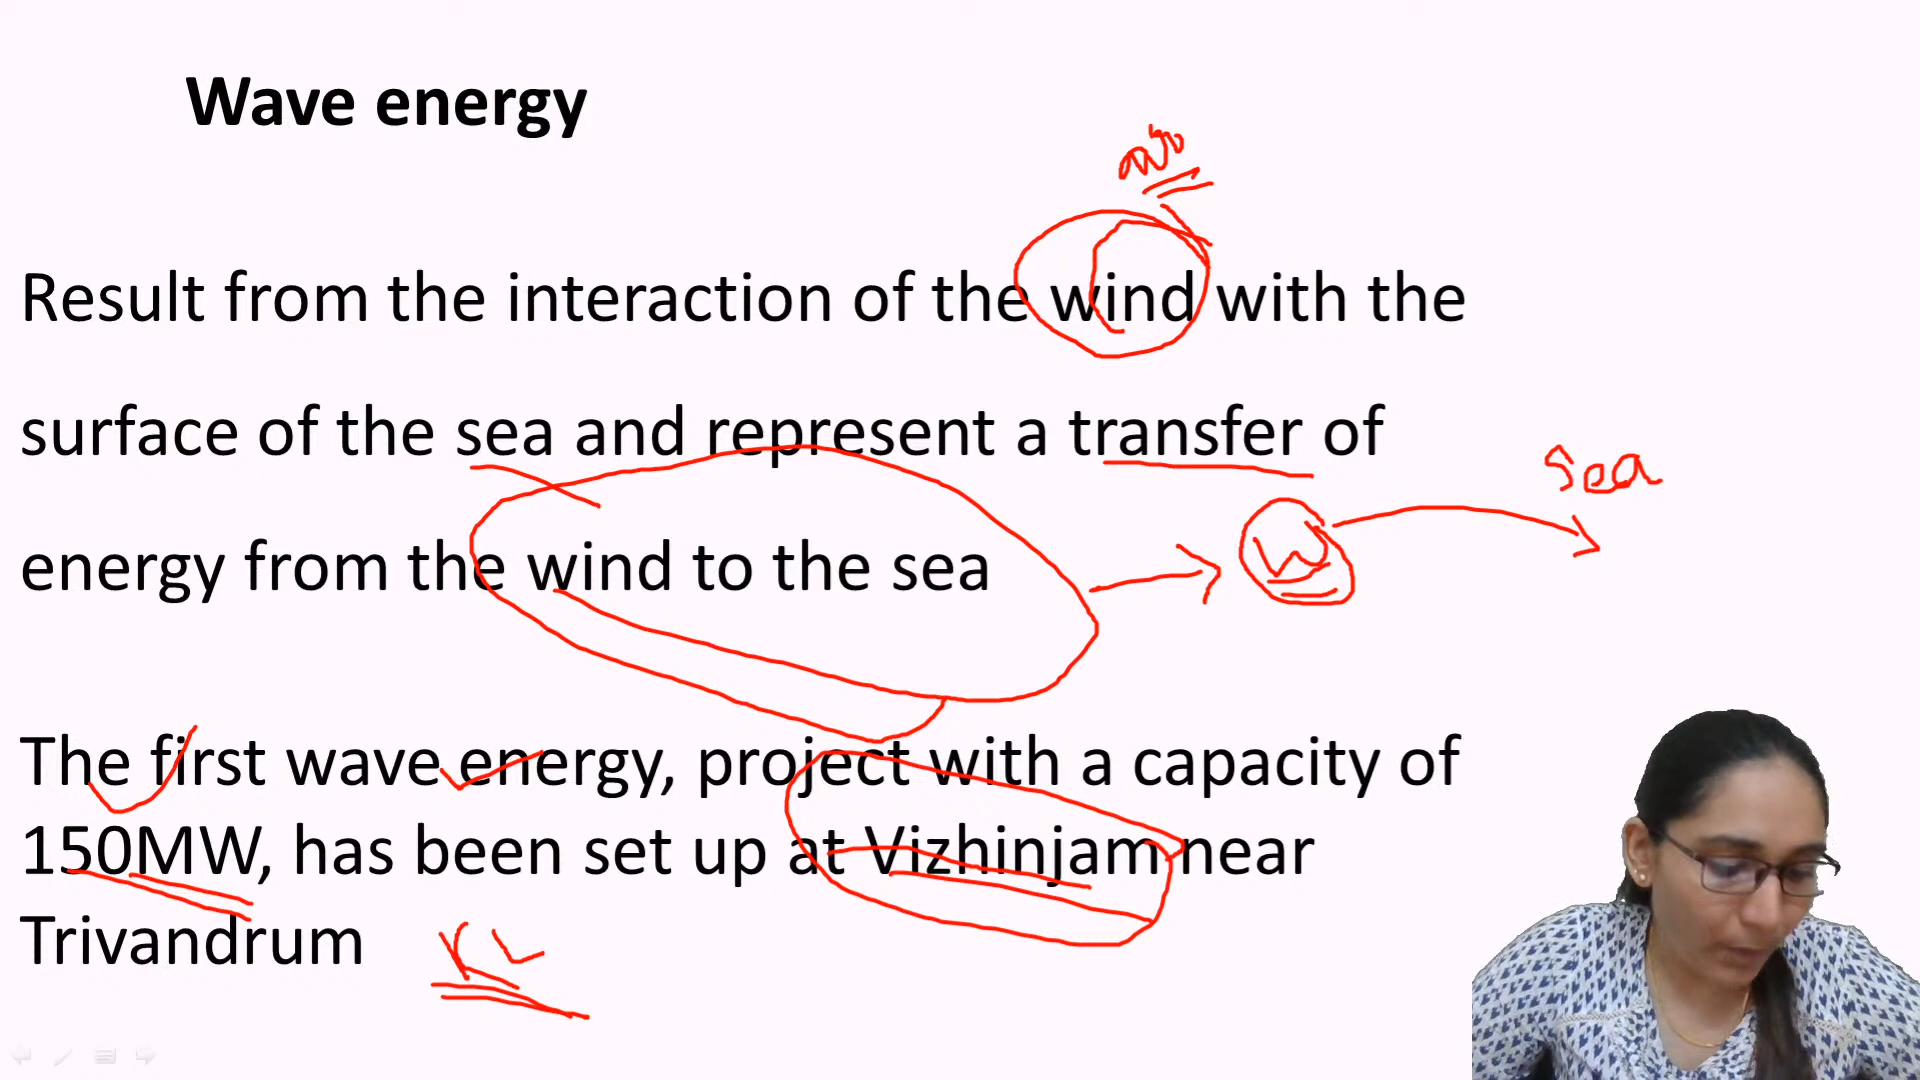 Wave energy
Result from the interaction of the wind with the
surface of the sea and represent a transfer of
sea
energy from the wind to the sea
W
The first wave energy, project with a capacity of
150MW, has been set up at Vizhinjam near
Trivandrum
KL